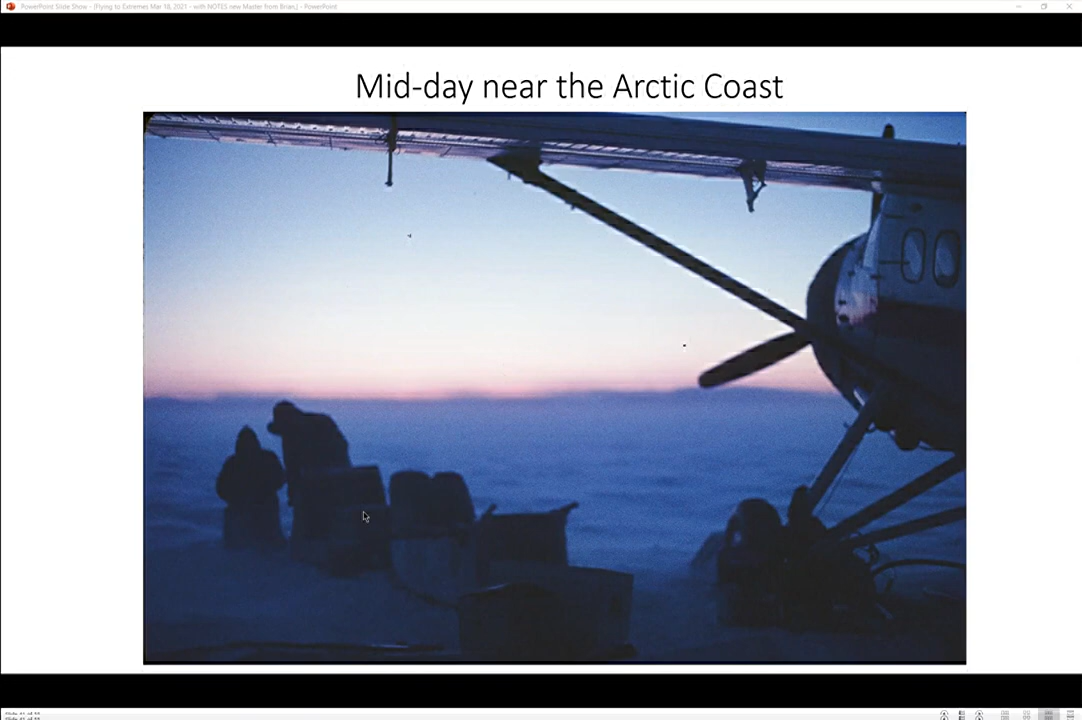 PowerPoint Slide Show - (Flying to Extremes Mar 18, 2021 - with NOTES new Master from Brian,) - PowerPoint
Mid-day near the Arctic Coast